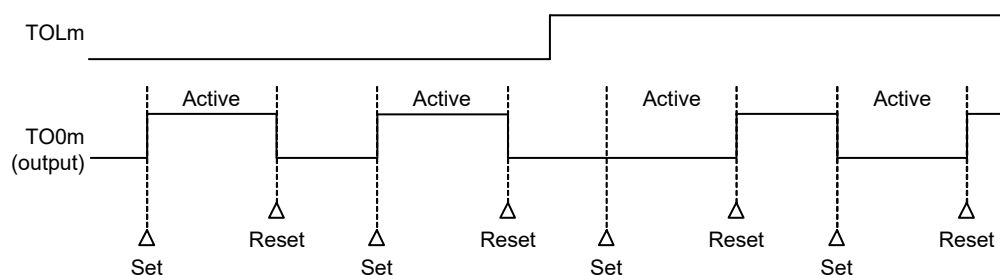 TOLm
Active
Active
Active
Active
TO0m
(output)
Reset
Reset
Reset
Reset
Set
Set
Set
Set